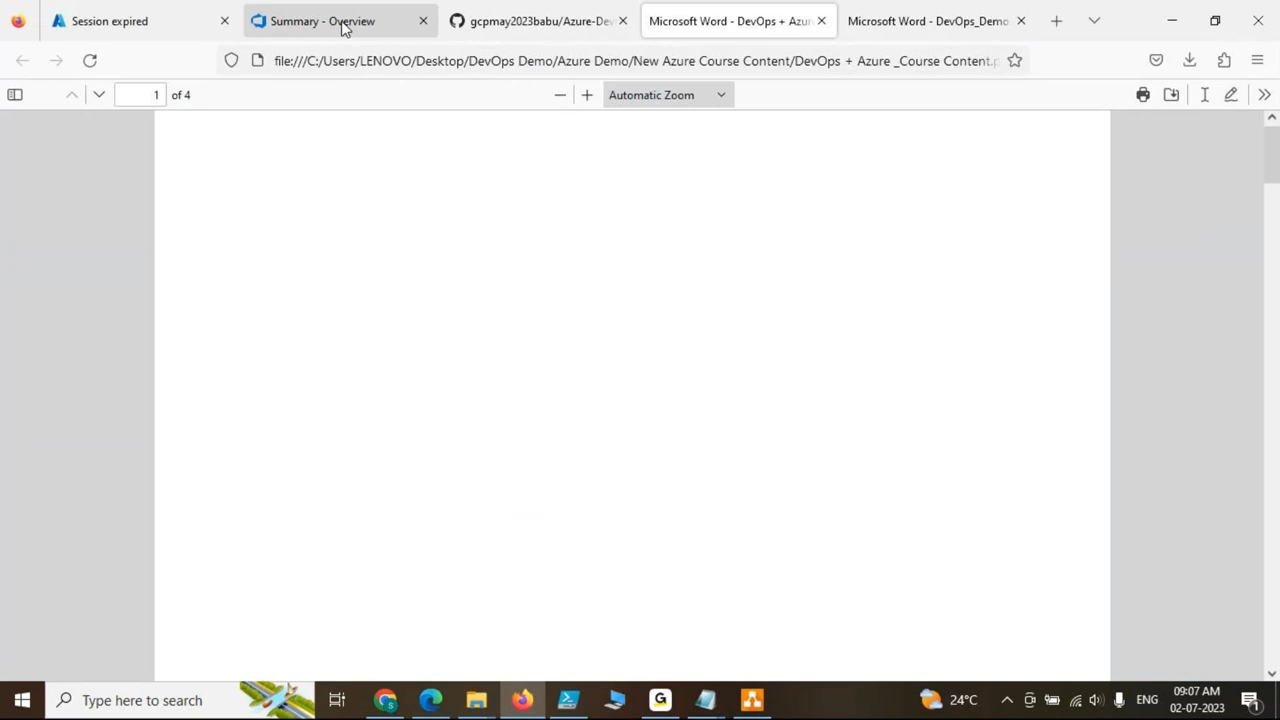 Session expired
Summary - Overview
gcpmay2023babu/Azure-De
Microsoft Word - DevOps + Azu
Microsoft Word - DevOps_Demo
file:///C:/Users/LENOVO/Desktop/DevOps Demo/Azure Demo/New Azure Course Content/DevOps + Azure _Course Content.p
1 of 4
Automatic Zoom
Type here to search
24°C
ENG
09:07 AM
02-07-2023
1